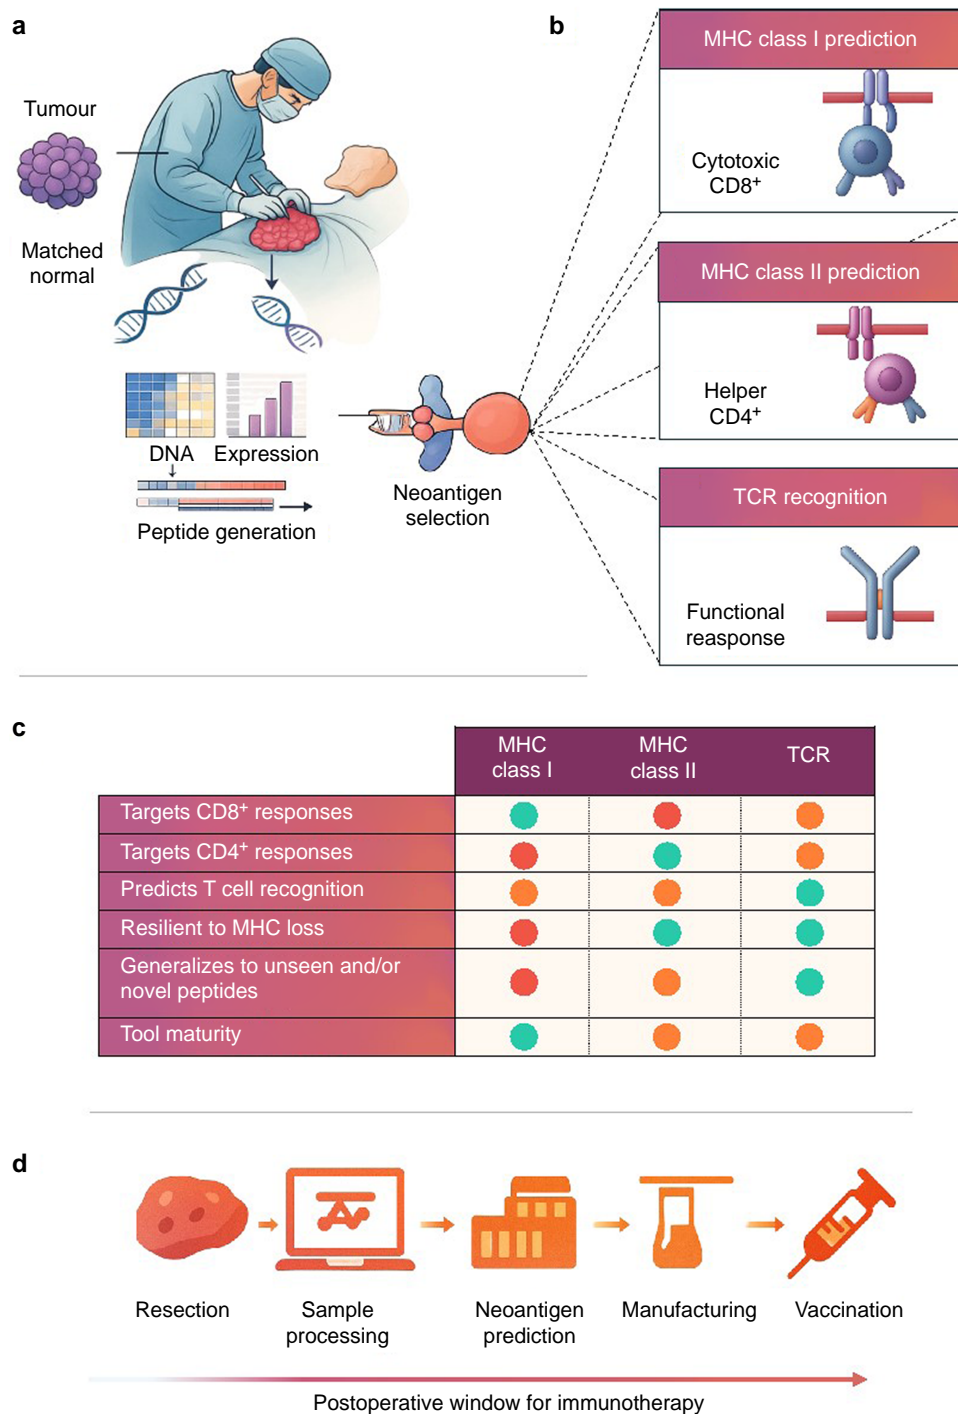 a
Tumour
Matched
normal
DNA
Expression
Peptide generation
Neoantigen
selection
b
MHC class I prediction
Cytotoxic
CD8⁺
MHC class II prediction
Helper
CD4⁺
TCR recognition
Functional
reasponse
c
MHC
class I
MHC
class II
TCR
Targets CD8⁺ responses
Targets CD4⁺ responses
Predicts T cell recognition
Resilient to MHC loss
Generalizes to unseen and/or
novel peptides
Tool maturity
d
Resection
Sample
processing
Neoantigen
prediction
Manufacturing
Vaccination
Postoperative window for immunotherapy